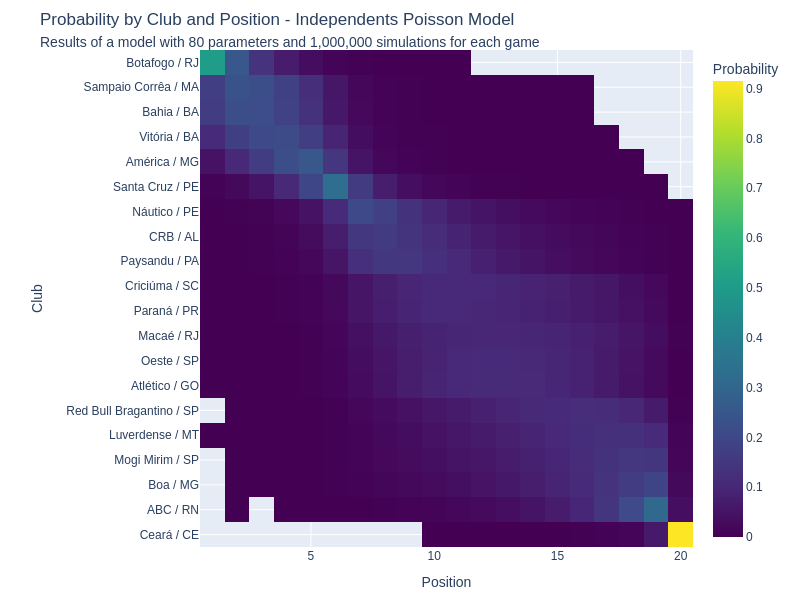 Probability by Club and Position - Independents Poisson Model
Results of a model with 80 parameters and 1,000,000 simulations for each game
Probability
Club
Botafogo / RJ
Sampaio Corrêa / MA
Bahia / BA
Vitória / BA
América / MG
Santa Cruz / PE
Náutico / PE
CRB / AL
Paysandu / PA
Criciúma / SC
Paraná / PR
Macaé / RJ
Oeste / SP
Atlético / GO
Red Bull Bragantino / SP
Luverdense / MT
Mogi Mirim / SP
Boa / MG
ABC / RN
Ceará / CE
5
10
15
20
Position
0.9
0.8
0.7
0.6
0.5
0.4
0.3
0.2
0.1
0